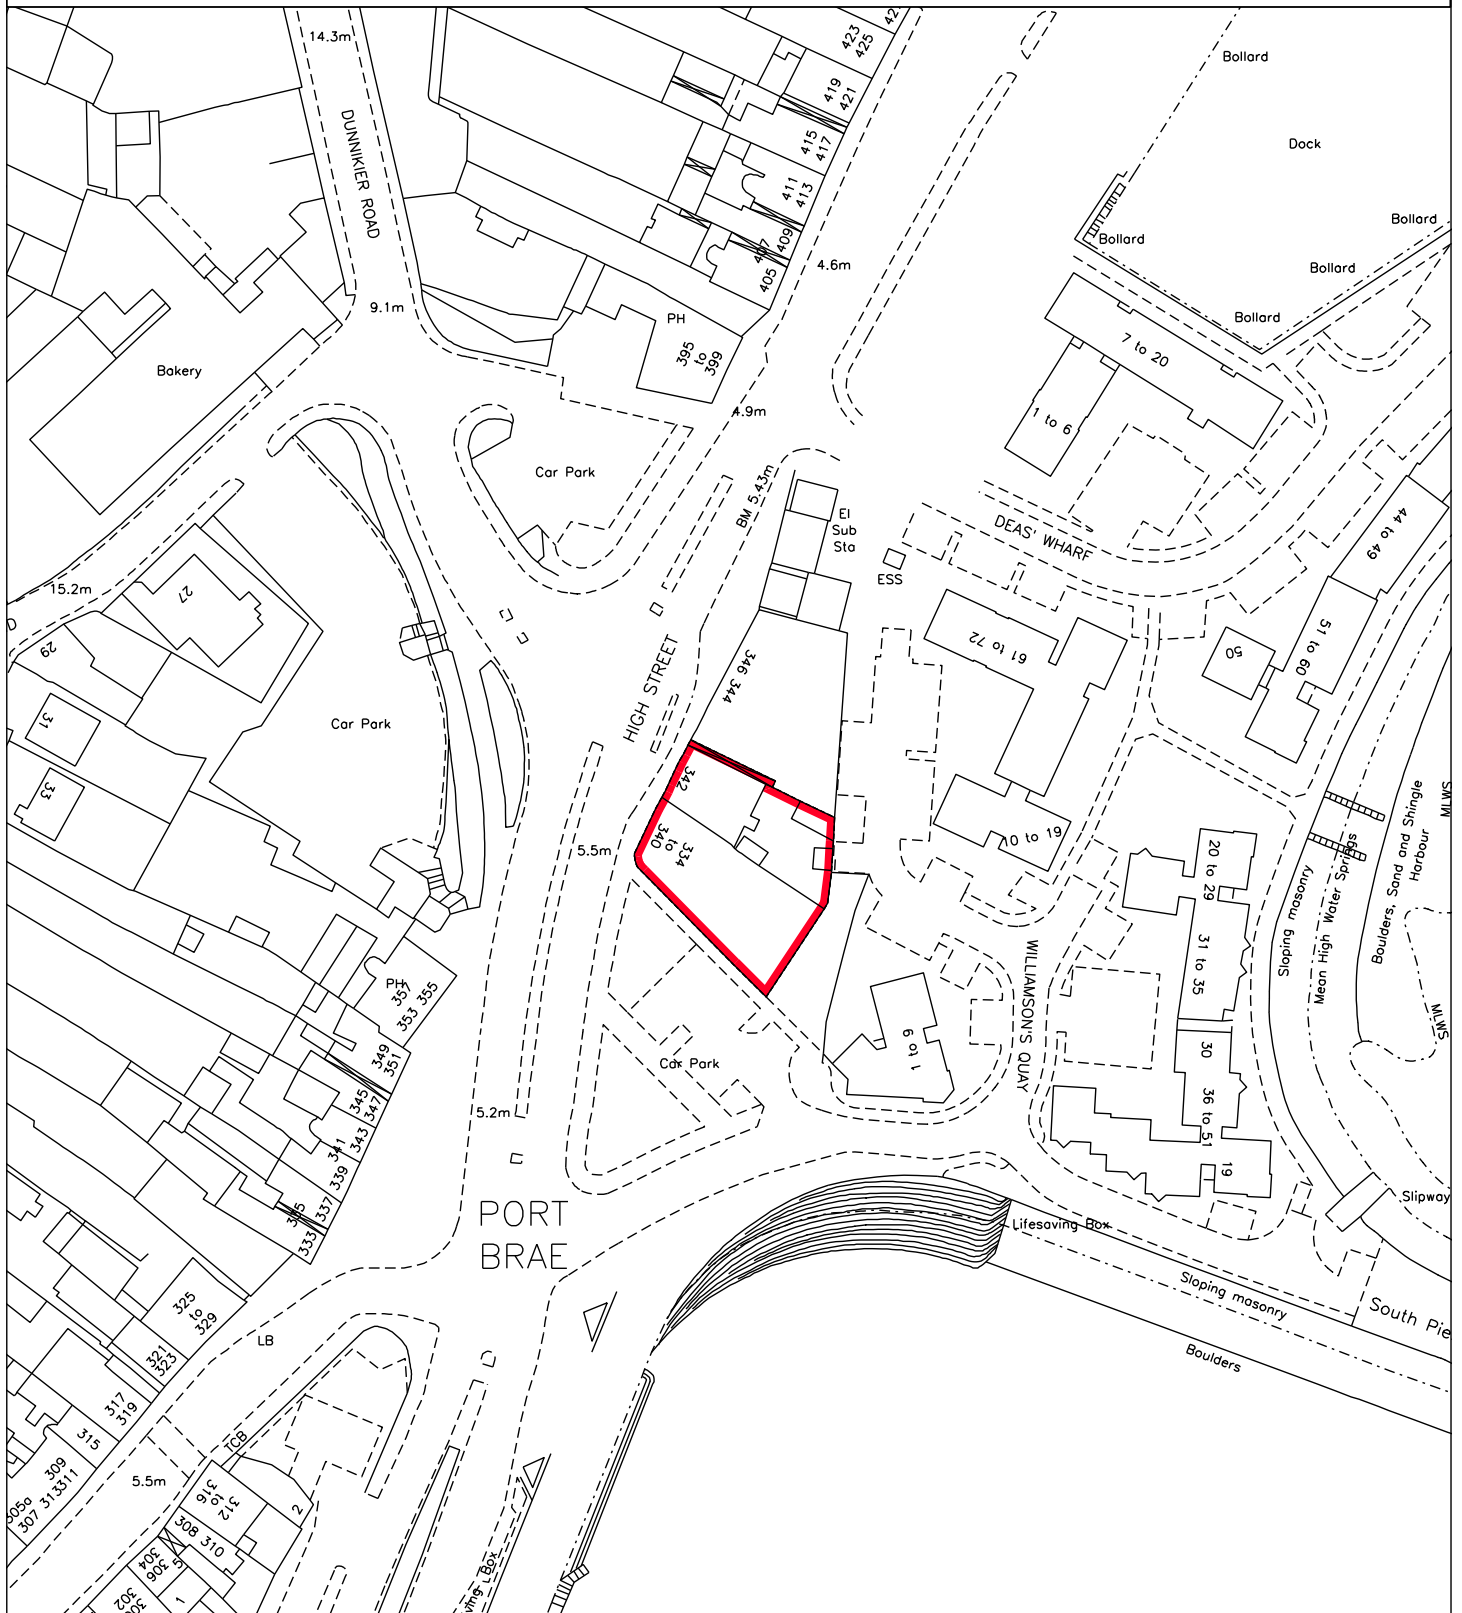 14.3m
DUNNIKIER ROAD
423
425
419
421
415
417
411
413
407
409
405
4.6m
Bollard
Dock
Bollard
Bollard
Bollard
Bollard
9.1m
PH
395
to
399
Bakery
7 to 20
1 to 6
4.9m
Car Park
BM 5.43m
El
Sub
Sta
ESS
DEAS' WHARF
44 to 49
15.2m
27
29
31
33
Car Park
HIGH STREET
346 344
61 to 72
50
51 to 60
342
334
to
340
5.5m
10 to 19
20 to 29
31 to 35
30
36 to 51
19
Sloping masonry
Mean High Water Springs
Boulders, Sand and Shingle
Harbour
MLWS
MLWS
PH
357
353 355
349
351
345
347
341
343
339
335
337
333
WILLIAMSON'S QUAY
1 to 9
Car Park
5.2m
PORT
BRAE
Lifesaving Box
Slipway
Sloping masonry
South Pie
Boulders
325
to
329
LB
321
323
317
319
315
309
311
313
307
305a
TCB
5.5m
312
to
316
2
308 310
304
306
5
302
1
ving Box